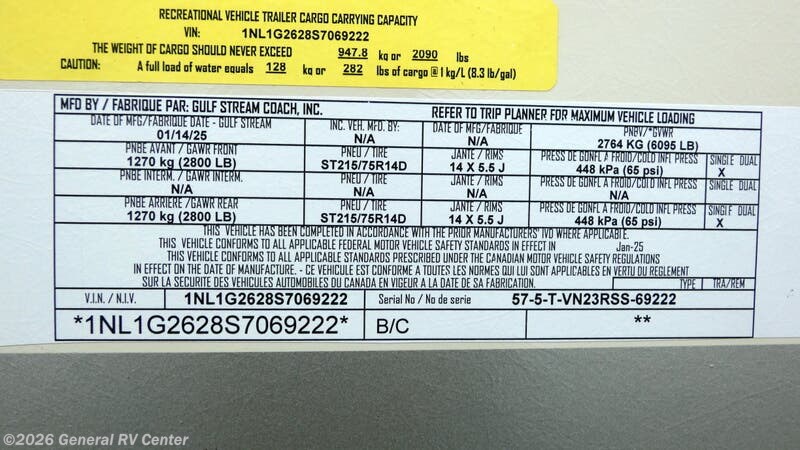 RECREATIONAL VEHICLE TRAILER CARGO CARRYING CAPACITY
VIN: 1NL1G2628S7069222
THE WEIGHT OF CARGO SHOULD NEVER EXCEED 947.8 kg or 2090 lbs
CAUTION: A full load of water equals 128 kg or 282 lbs of cargo @ 1 kg/L (8.3 lb/gal)
MFD BY / FABRIQUE PAR: GULF STREAM COACH, INC. REFER TO TRIP PLANNER FOR MAXIMUM VEHICLE LOADING
DATE OF MFG/FABRIQUE DATE - GULF STREAM INC. VEH. MFD. BY: DATE OF MFG/FABRIQUE PNBV/*GVWR
01/14/25 N/A N/A 2764 KG (6095 LB)
PNBE AVANT / GAWR FRONT PNEU / TIRE JANTE / RIMS PRESS DE GONFL A FROID/COLD INFL PRESS SINGLE DUAL
1270 kg (2800 LB) ST215/75R14D 14 X 5.5 J 448 kPa (65 psi) X
PNBE INTERM. / GAWR INTERM. PNEU / TIRE JANTE / RIMS PRESS DE GONFL A FROID/COLD INFL PRESS SINGLE DUAL
N/A N/A N/A N/A
PNBE ARRIERE /GAWR REAR PNEU / TIRE JANTE / RIMS PRESS DE GONFL A FROID/COLD INFL PRESS SINGLE DUAL
1270 kg (2800 LB) ST215/75R14D 14 X 5.5 J 448 kPa (65 psi) X
THIS VEHICLE HAS BEEN COMPLETED IN ACCORDANCE WITH THE PRIOR MANUFACTURERS' IVD WHERE APPLICABLE.
THIS VEHICLE CONFORMS TO ALL APPLICABLE FEDERAL MOTOR VEHICLE SAFETY STANDARDS IN EFFECT IN Jan-25
THIS VEHICLE CONFORMS TO ALL APPLICABLE STANDARDS PRESCRIBED UNDER THE CANADIAN MOTOR VEHICLE SAFETY REGULATIONS
IN EFFECT ON THE DATE OF MANUFACTURE. - CE VEHICULE EST CONFORME A TOUTES LES NORMES QUI LUI SONT APPLICABLES EN VERTU DU REGLEMENT
SUR LA SECURITE DES VEHICULES AUTOMOBILES DU CANADA EN VIGEUR A LA DATE DE SA FABRICATION.
TYPE TRA/REM
V.I.N. / N.I.V. 1NL1G2628S7069222 Serial No / No de serie 57-5-T-VN23RSS-69222
*1NL1G2628S7069222* B/C **
©2026 General RV Center